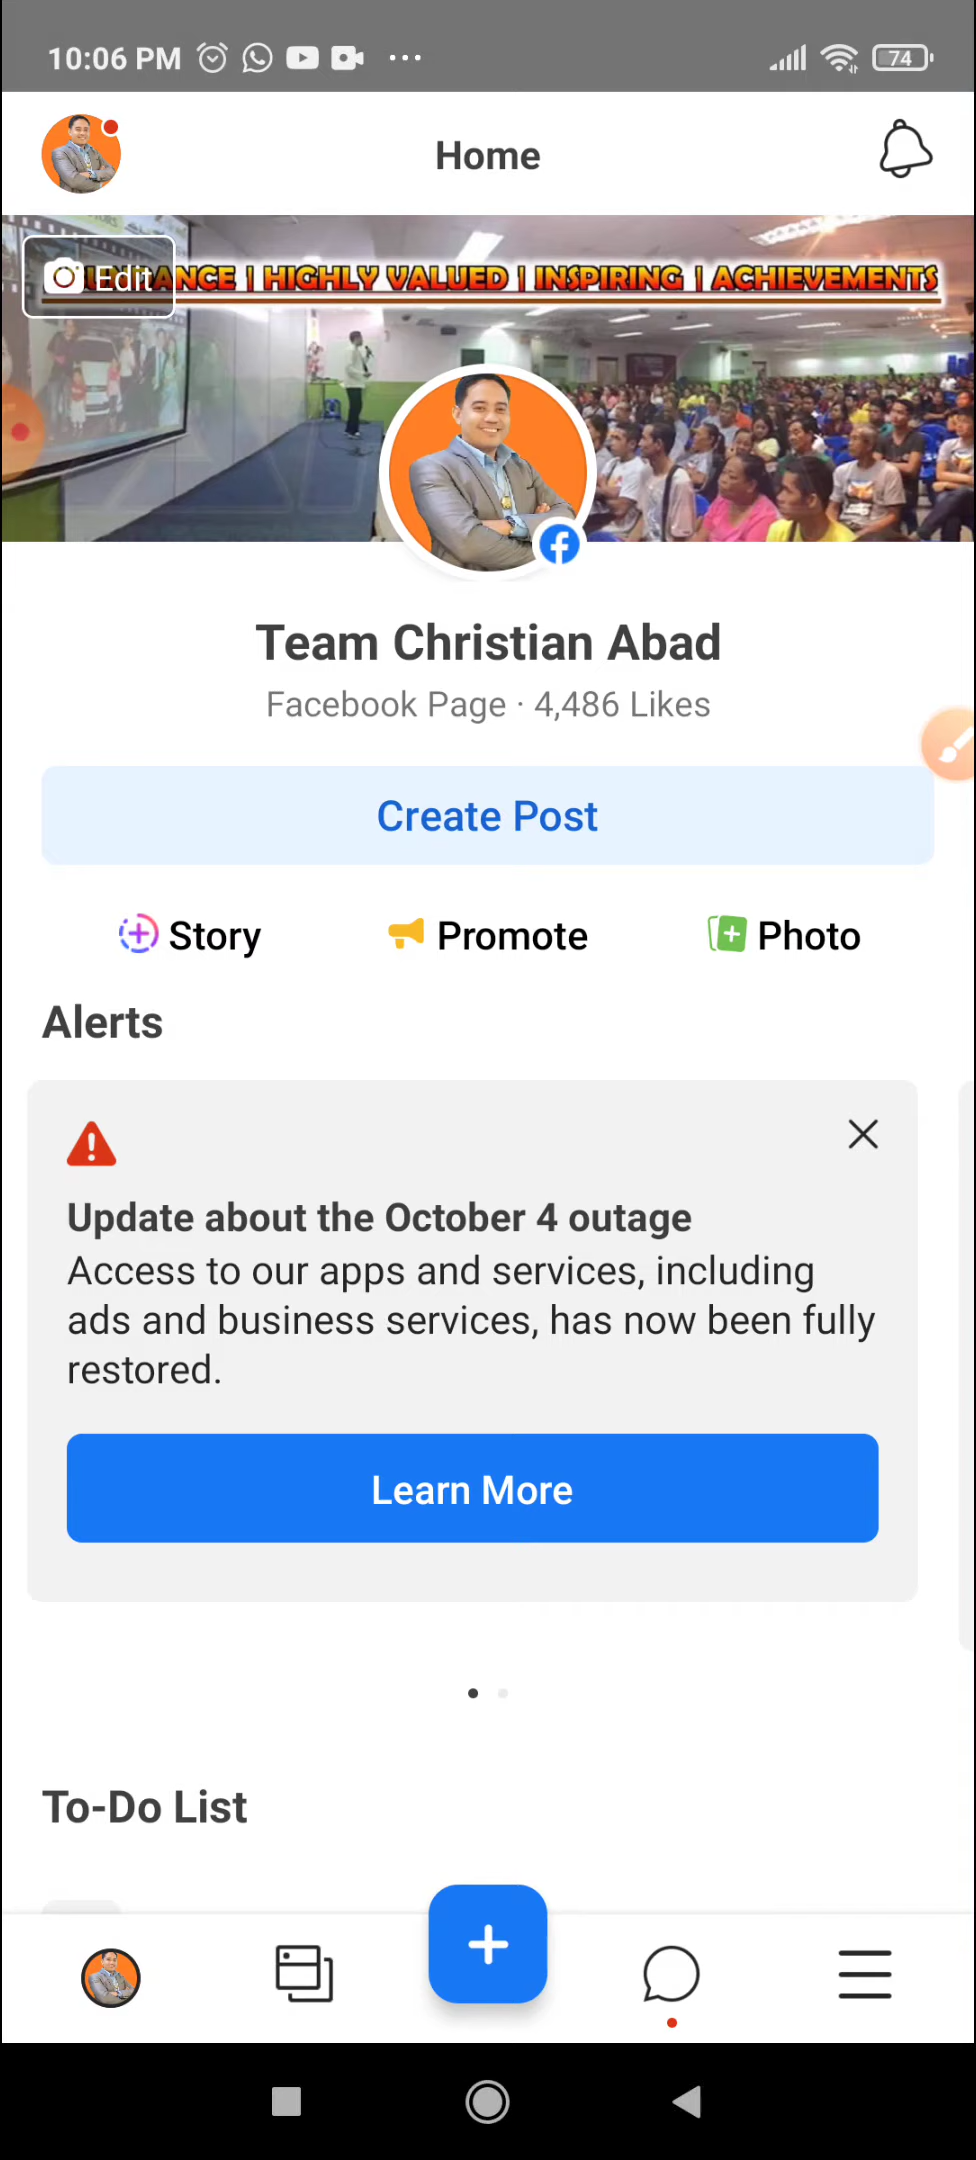 10:06 PM
74
Home
Edit
ANCE | HIGHLY VALUED | INSPIRING | ACHIEVEMENTS
Team Christian Abad
Facebook Page · 4,486 Likes
Create Post
Story
Promote
Photo
Alerts
Update about the October 4 outage
Access to our apps and services, including
ads and business services, has now been fully
restored.
Learn More
To-Do List